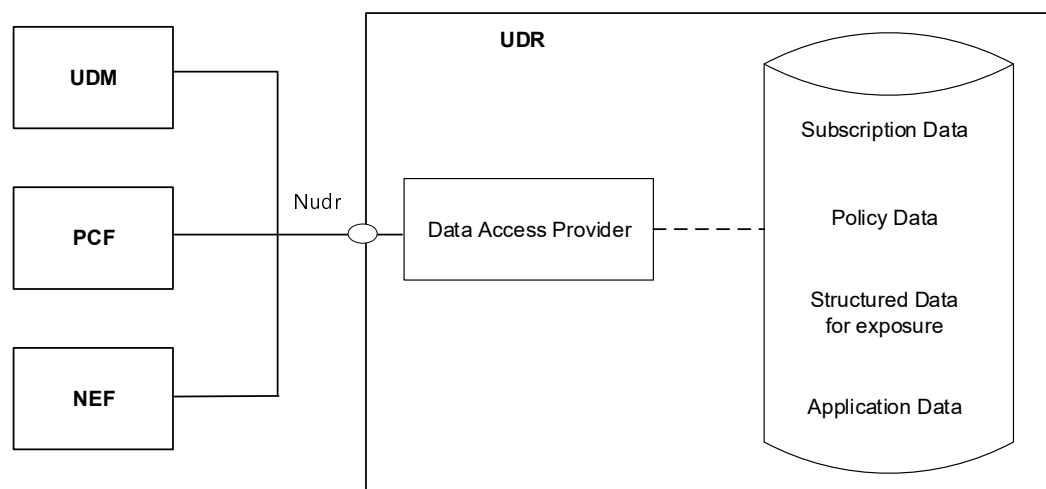 UDR
UDM
Subscription Data
PCF
Nudr
Data Access Provider
Policy Data
Structured Data
for exposure
NEF
Application Data